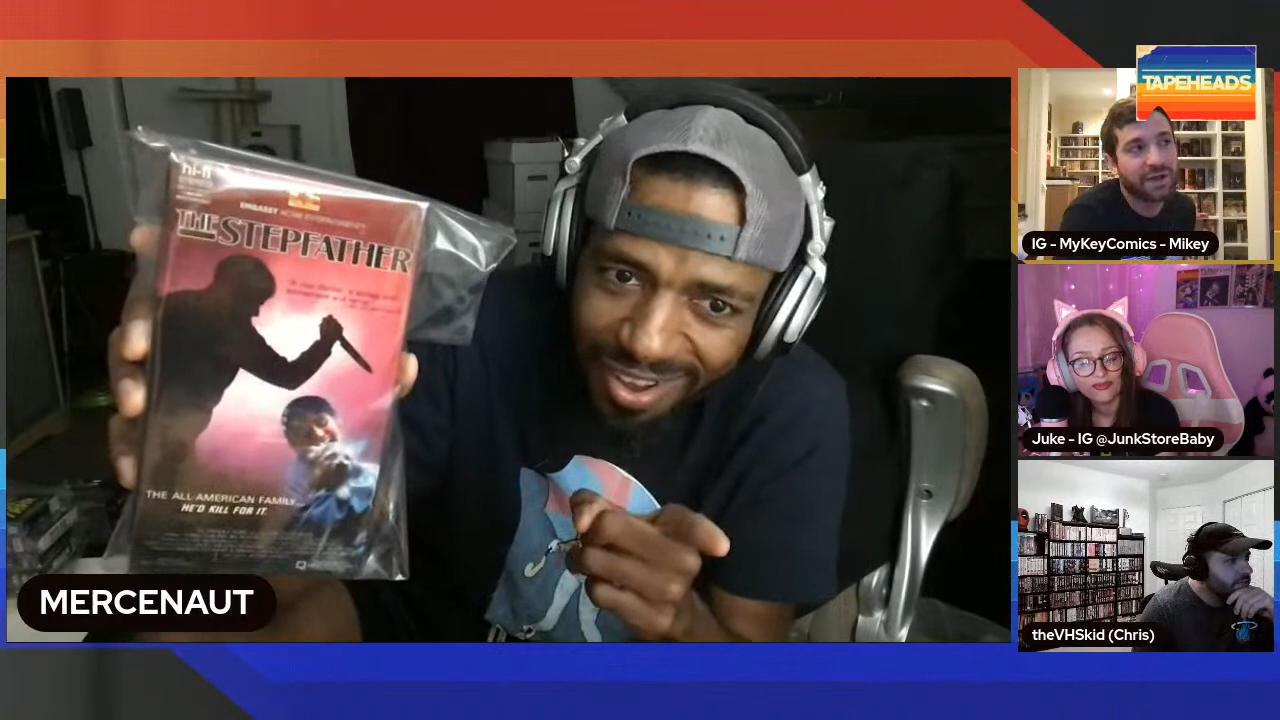 TAPEHEADS
hi-fi
STEREO
EMBASSY HOME ENTERTAINMENT
THE STEPFATHER
THE ALL-AMERICAN FAMILY...
HE'D KILL FOR IT.
MERCENAUT
IG - MyKeyComics - Mikey
Juke - IG @JunkStoreBaby
theVHSkid (Chris)